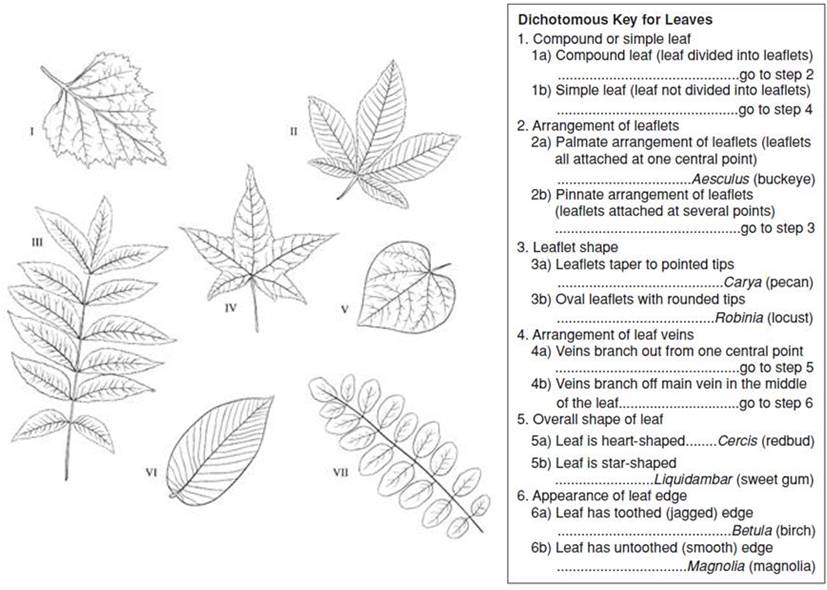 I
II
III
IV
V
VI
VII
Dichotomous Key for Leaves
1. Compound or simple leaf
1a) Compound leaf (leaf divided into leaflets)
...............................................go to step 2
1b) Simple leaf (leaf not divided into leaflets)
...............................................go to step 4
2. Arrangement of leaflets
2a) Palmate arrangement of leaflets (leaflets
all attached at one central point)
...................................Aesculus (buckeye)
2b) Pinnate arrangement of leaflets
(leaflets attached at several points)
................................................go to step 3
3. Leaflet shape
3a) Leaflets taper to pointed tips
...........................................Carya (pecan)
3b) Oval leaflets with rounded tips
.........................................Robinia (locust)
4. Arrangement of leaf veins
4a) Veins branch out from one central point
................................................go to step 5
4b) Veins branch off main vein in the middle
of the leaf...............................go to step 6
5. Overall shape of leaf
5a) Leaf is heart-shaped........Cercis (redbud)
5b) Leaf is star-shaped
.........................Liquidambar (sweet gum)
6. Appearance of leaf edge
6a) Leaf has toothed (jagged) edge
.............................................Betula (birch)
6b) Leaf has untoothed (smooth) edge
..................................Magnolia (magnolia)